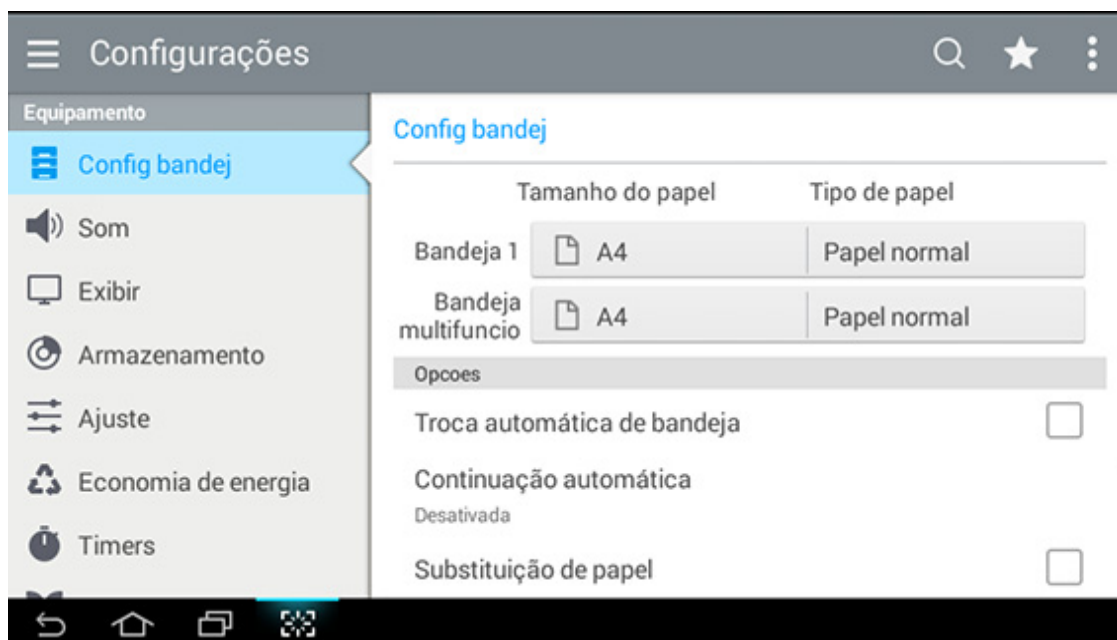 Configurações
Equipamento
Config bandej
Som
Exibir
Armazenamento
Ajuste
Economia de energia
Timers
Config bandej
Tamanho do papel Tipo de papel
Bandeja 1 A4 Papel normal
Bandeja
multifuncio A4 Papel normal
Opcoes
Troca automática de bandeja
Continuação automática
Desativada
Substituição de papel